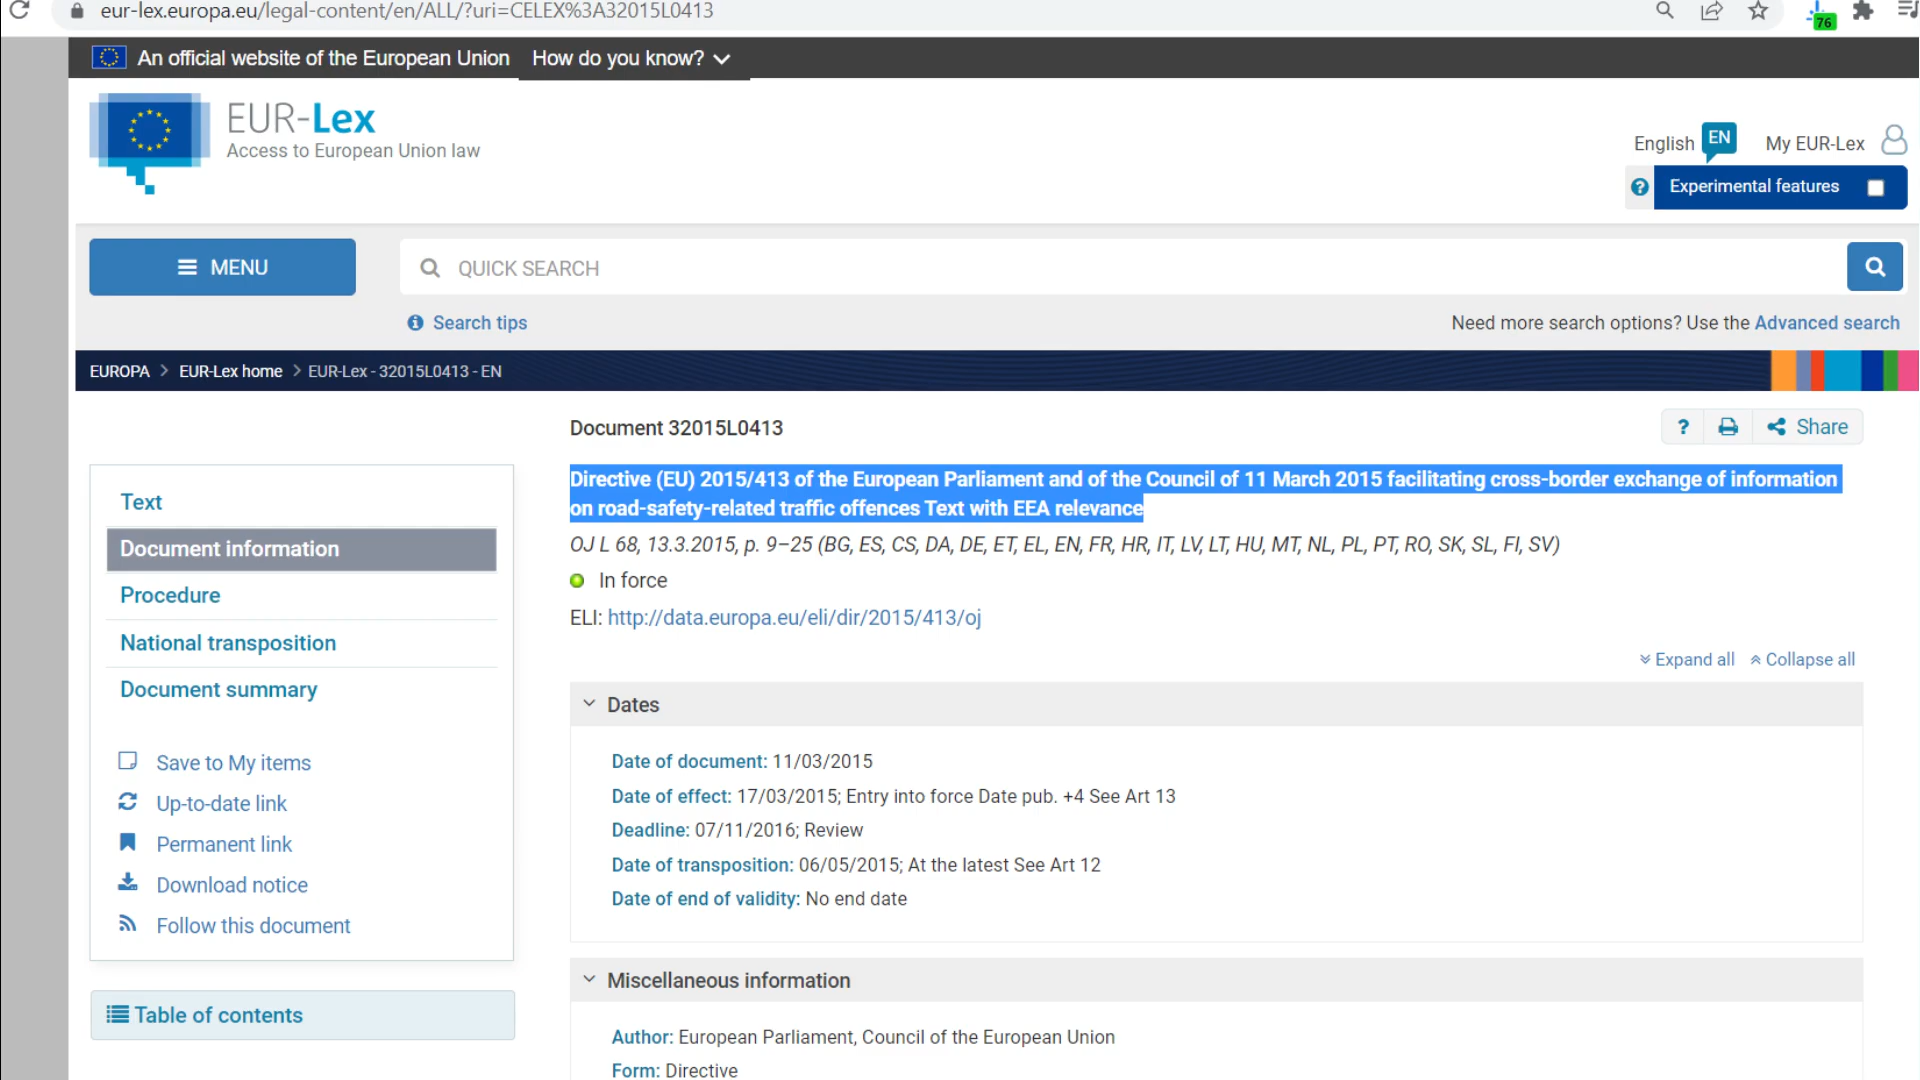 eur-lex.europa.eu/legal-content/en/ALL/?uri=CELEX%3A32015L0413
76
An official website of the European Union How do you know?
EUR-Lex
Access to European Union law
English EN My EUR-Lex
? Experimental features
MENU
QUICK SEARCH
Search tips
Need more search options? Use the Advanced search
EUROPA > EUR-Lex home > EUR-Lex - 32015L0413 - EN
Document 32015L0413
? Share
Directive (EU) 2015/413 of the European Parliament and of the Council of 11 March 2015 facilitating cross-border exchange of information
on road-safety-related traffic offences Text with EEA relevance
OJ L 68, 13.3.2015, p. 9–25 (BG, ES, CS, DA, DE, ET, EL, EN, FR, HR, IT, LV, LT, HU, MT, NL, PL, PT, RO, SK, SL, FI, SV)
In force
ELI: http://data.europa.eu/eli/dir/2015/413/oj
Expand all Collapse all
Text
Document information
Procedure
National transposition
Document summary
Save to My items
Up-to-date link
Permanent link
Download notice
Follow this document
Table of contents
Dates
Date of document: 11/03/2015
Date of effect: 17/03/2015; Entry into force Date pub. +4 See Art 13
Deadline: 07/11/2016; Review
Date of transposition: 06/05/2015; At the latest See Art 12
Date of end of validity: No end date
Miscellaneous information
Author: European Parliament, Council of the European Union
Form: Directive